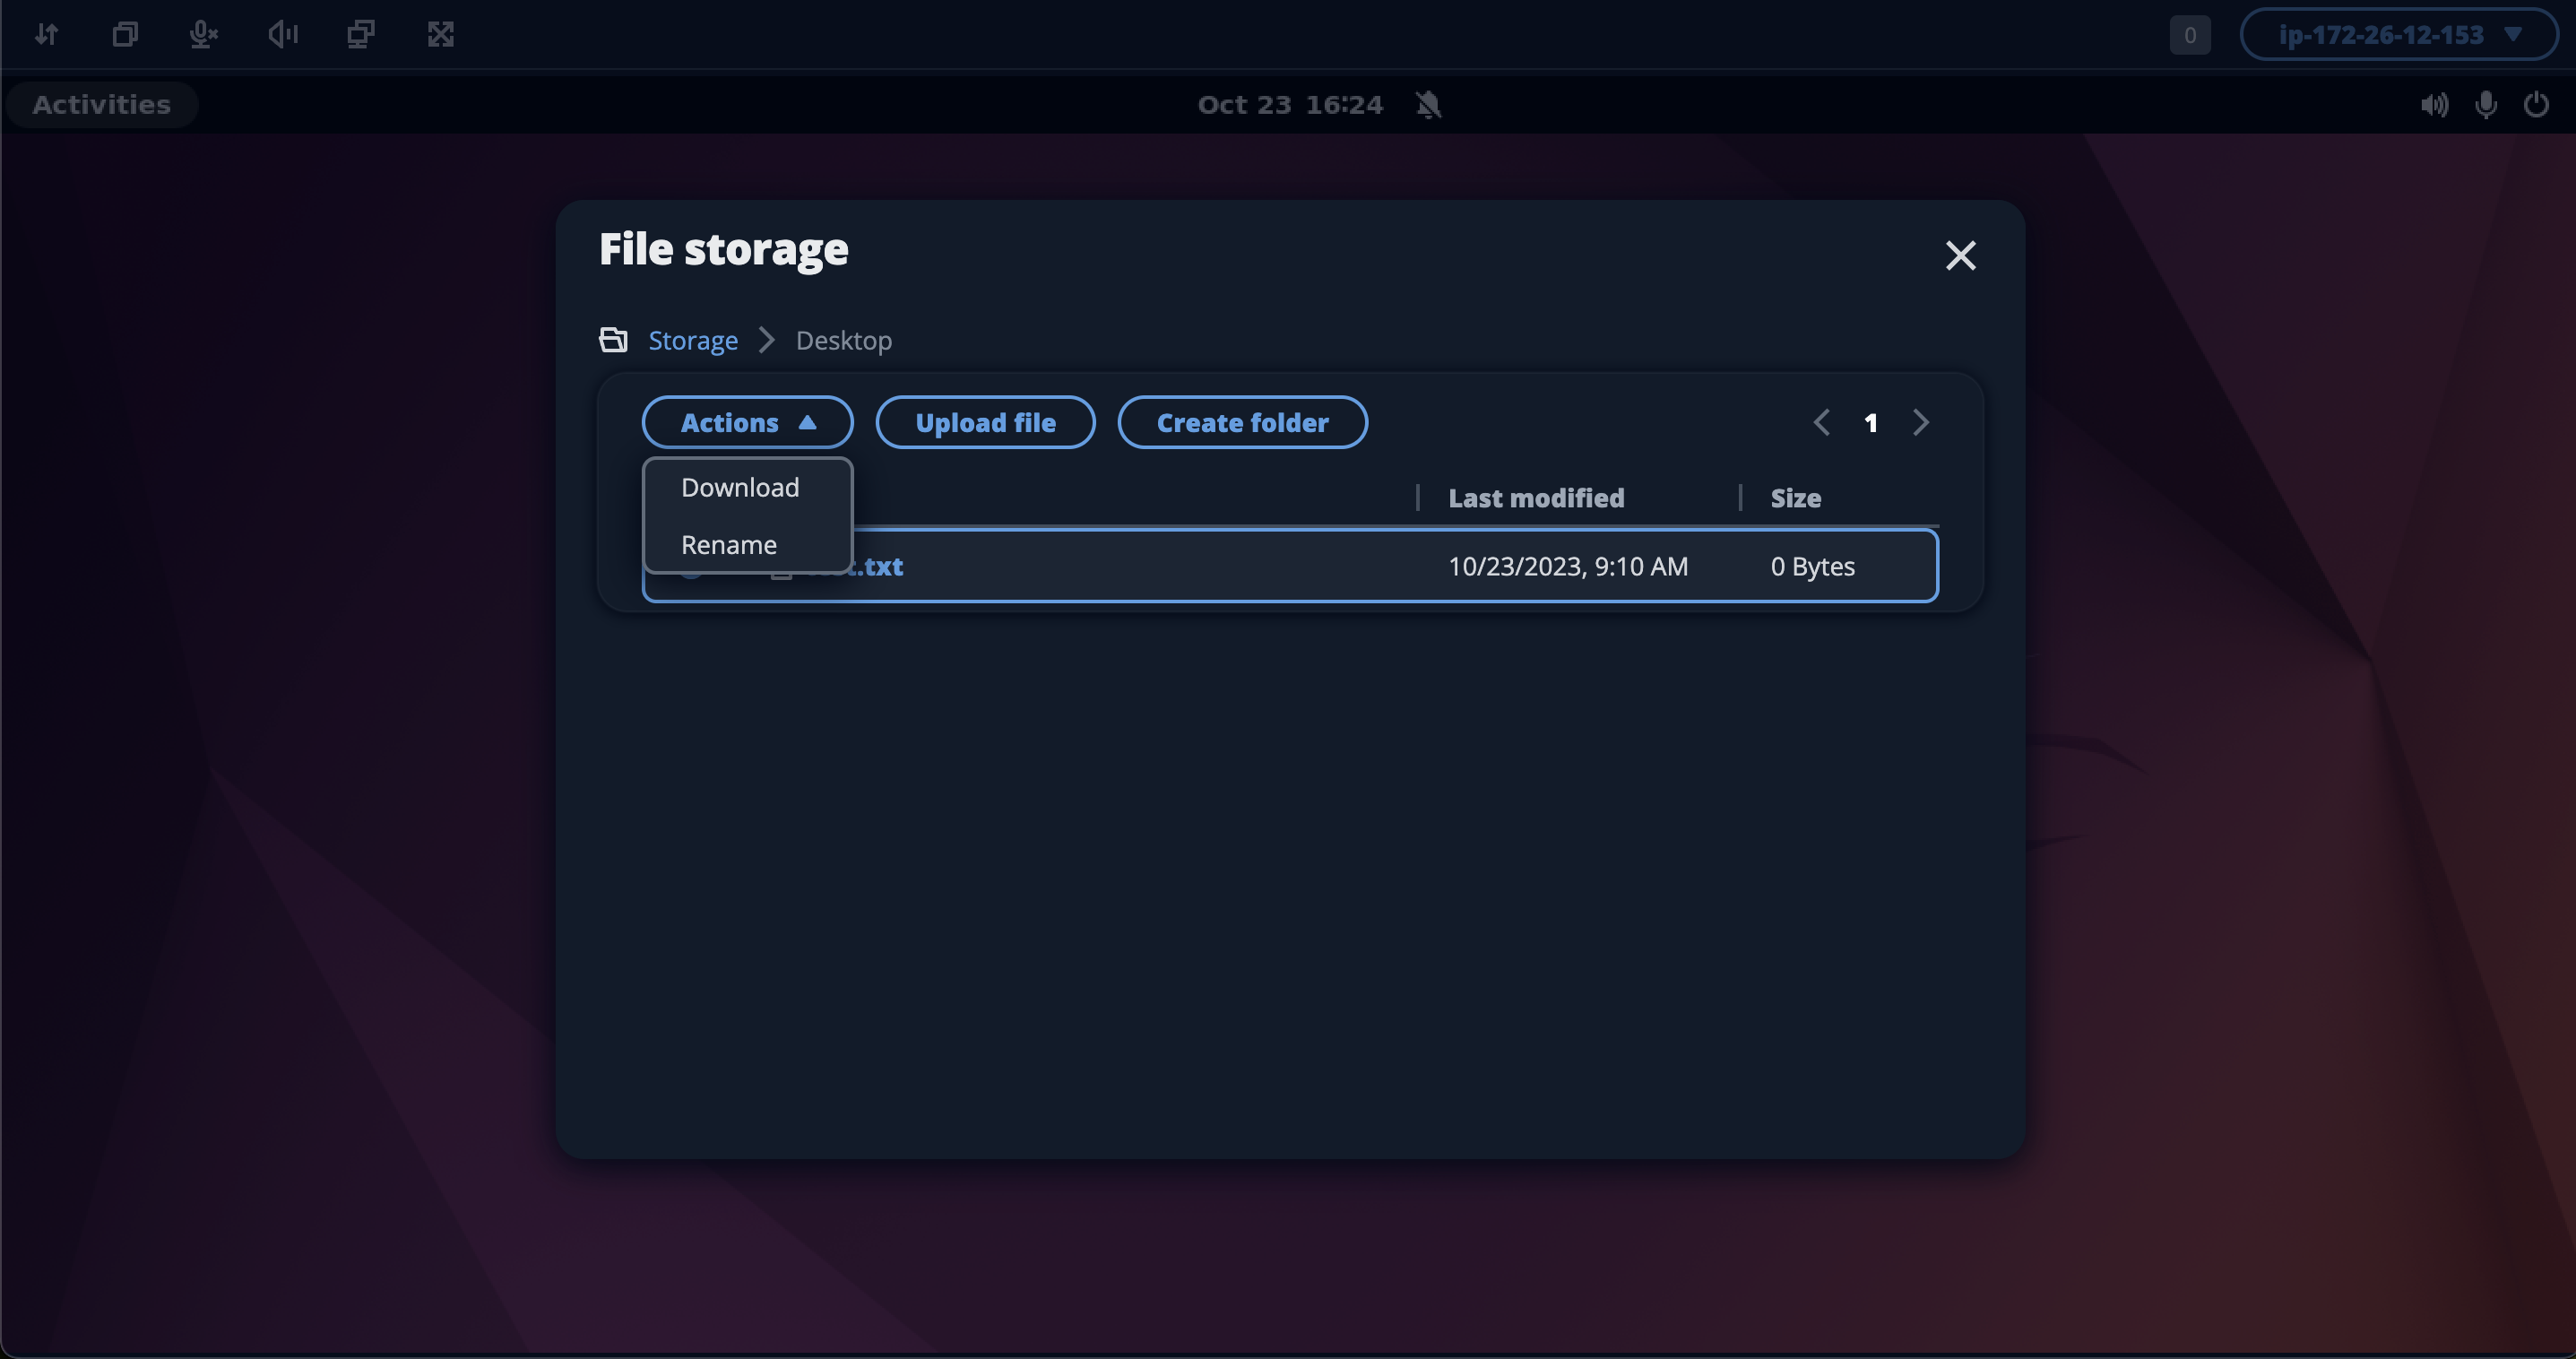 0 ip-172-26-12-153
Activities Oct 23 16:24
File storage
Storage Desktop
Actions Upload file Create folder 1
Download
Rename
Last modified Size
.txt 10/23/2023, 9:10 AM 0 Bytes